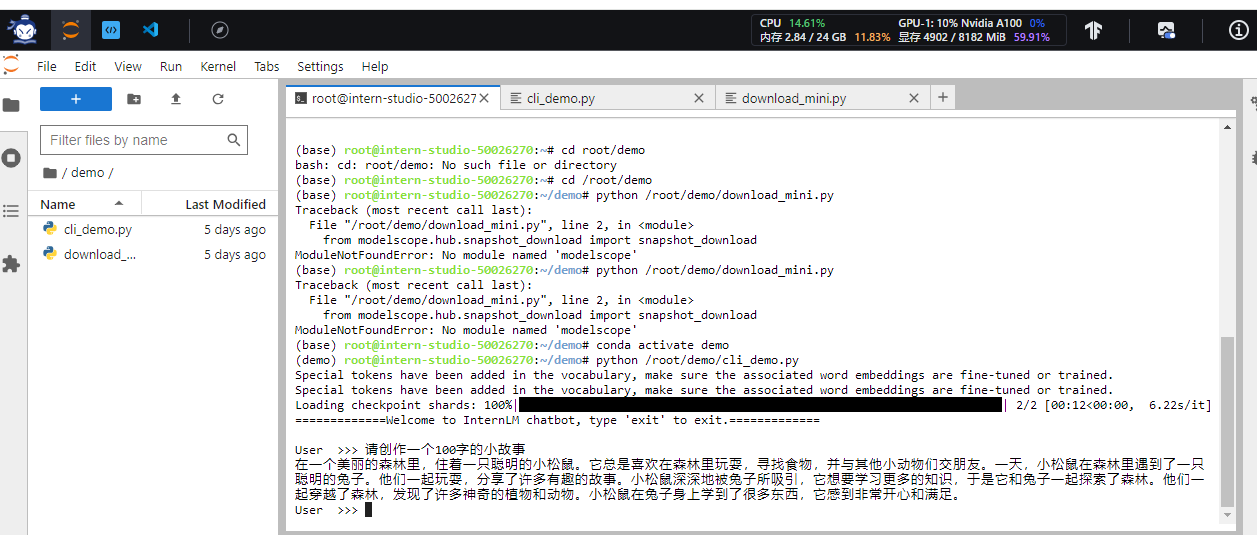 CPU 14.61% GPU-1: 10% Nvidia A100 0%
内存 2.84 / 24 GB 11.83% 显存 4902 / 8182 MiB 59.91%
File Edit View Run Kernel Tabs Settings Help
root@intern-studio-5002627
cli_demo.py
download_mini.py
Filter files by name
/ demo /
Name Last Modified
cli_demo.py 5 days ago
download_... 5 days ago
(base) root@intern-studio-50026270:~# cd root/demo
bash: cd: root/demo: No such file or directory
(base) root@intern-studio-50026270:~# cd /root/demo
(base) root@intern-studio-50026270:~/demo# python /root/demo/download_mini.py
Traceback (most recent call last):
  File "/root/demo/download_mini.py", line 2, in <module>
    from modelscope.hub.snapshot_download import snapshot_download
ModuleNotFoundError: No module named 'modelscope'
(base) root@intern-studio-50026270:~/demo# python /root/demo/download_mini.py
Traceback (most recent call last):
  File "/root/demo/download_mini.py", line 2, in <module>
    from modelscope.hub.snapshot_download import snapshot_download
ModuleNotFoundError: No module named 'modelscope'
(base) root@intern-studio-50026270:~/demo# conda activate demo
(demo) root@intern-studio-50026270:~/demo# python /root/demo/cli_demo.py
Special tokens have been added in the vocabulary, make sure the associated word embeddings are fine-tuned or trained.
Special tokens have been added in the vocabulary, make sure the associated word embeddings are fine-tuned or trained.
Loading checkpoint shards: 100%| | 2/2 [00:12<00:00,  6.22s/it]
=============Welcome to InternLM chatbot, type 'exit' to exit.=============
User  >>> 请创作一个100字的小故事
在一个美丽的森林里，住着一只聪明的小松鼠。它总是喜欢在森林里玩耍，寻找食物，并与其他小动物们交朋友。一天，小松鼠在森林里遇到了一只
聪明的兔子。他们一起玩耍，分享了许多有趣的故事。小松鼠深深地被兔子所吸引，它想要学习更多的知识，于是它和兔子一起探索了森林。他们一
起穿越了森林，发现了许多神奇的植物和动物。小松鼠在兔子身上学到了很多东西，它感到非常开心和满足。
User  >>>